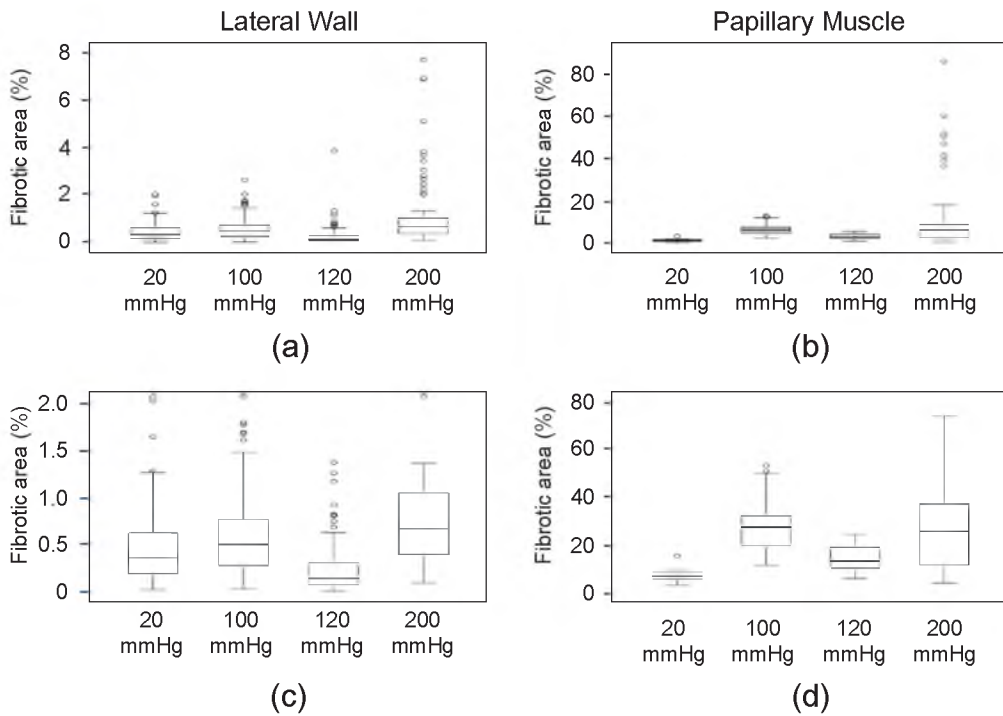 Lateral Wall
Fibrotic area (%)
8
6
4
2
0
20 100 120 200
mmHg mmHg mmHg mmHg
(a)
Papillary Muscle
Fibrotic area (%)
80
60
40
20
0
20 100 120 200
mmHg mmHg mmHg mmHg
(b)
Fibrotic area (%)
2.0
1.5
1.0
0.5
0
20 100 120 200
mmHg mmHg mmHg mmHg
(c)
Fibrotic area (%)
80
60
40
20
0
20 100 120 200
mmHg mmHg mmHg mmHg
(d)